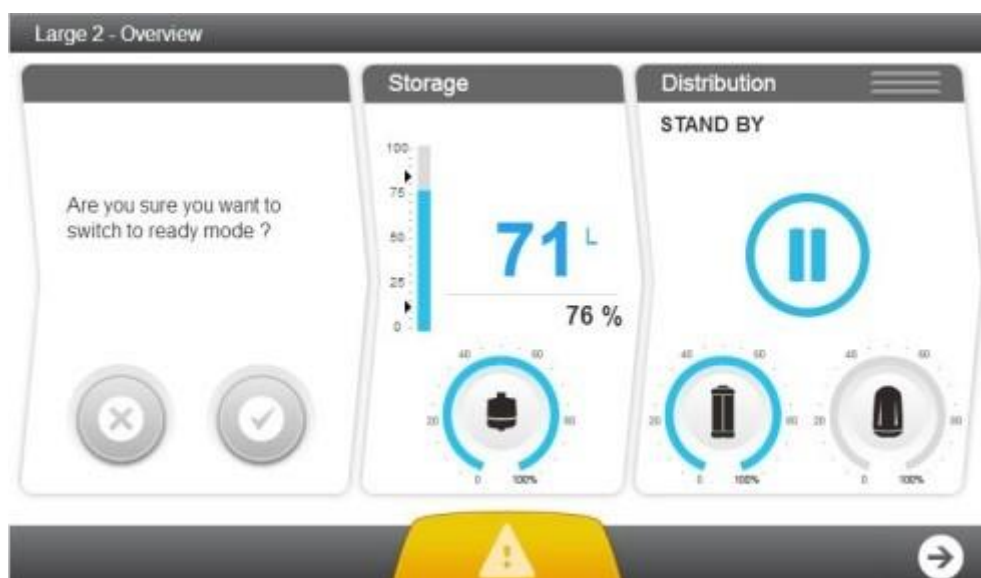 Large 2 - Overview
Are you sure you want to
switch to ready mode ?
Storage
100
75
50
25
0
71 L
76 %
40 60
20 80
0 100%
Distribution
STAND BY
40 60
20 80
0 100%
40 60
20 80
0 100%